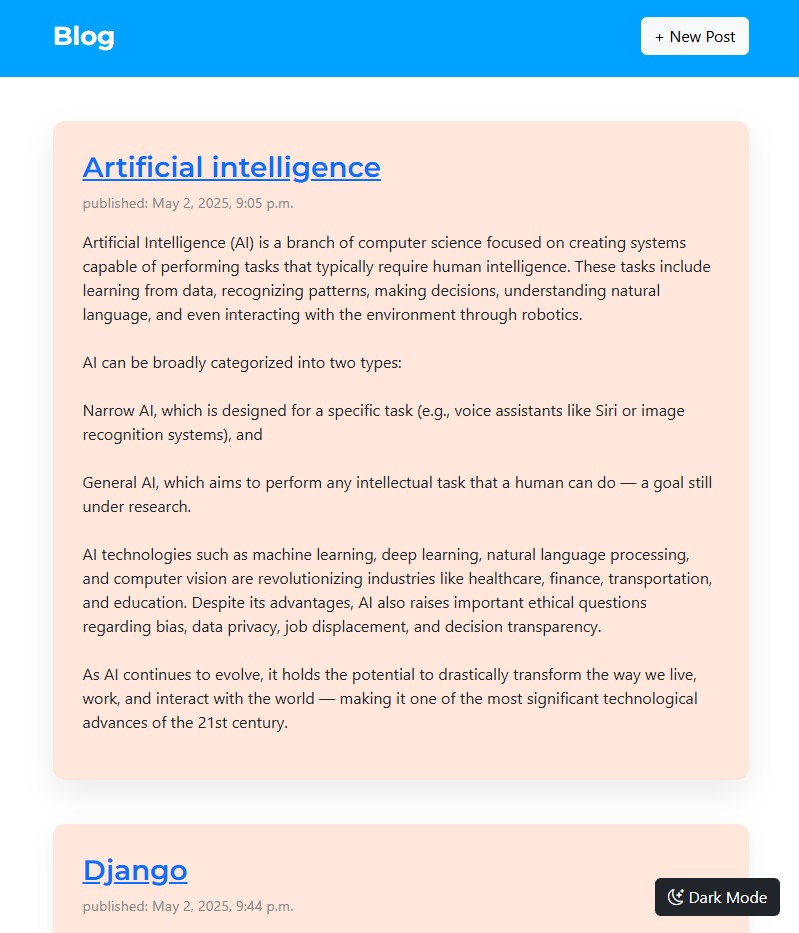 Blog
+ New Post
Artificial intelligence
published: May 2, 2025, 9:05 p.m.
Artificial Intelligence (AI) is a branch of computer science focused on creating systems
capable of performing tasks that typically require human intelligence. These tasks include
learning from data, recognizing patterns, making decisions, understanding natural
language, and even interacting with the environment through robotics.
AI can be broadly categorized into two types:
Narrow AI, which is designed for a specific task (e.g., voice assistants like Siri or image
recognition systems), and
General AI, which aims to perform any intellectual task that a human can do — a goal still
under research.
AI technologies such as machine learning, deep learning, natural language processing,
and computer vision are revolutionizing industries like healthcare, finance, transportation,
and education. Despite its advantages, AI also raises important ethical questions
regarding bias, data privacy, job displacement, and decision transparency.
As AI continues to evolve, it holds the potential to drastically transform the way we live,
work, and interact with the world — making it one of the most significant technological
advances of the 21st century.
Django
published: May 2, 2025, 9:44 p.m.
Dark Mode